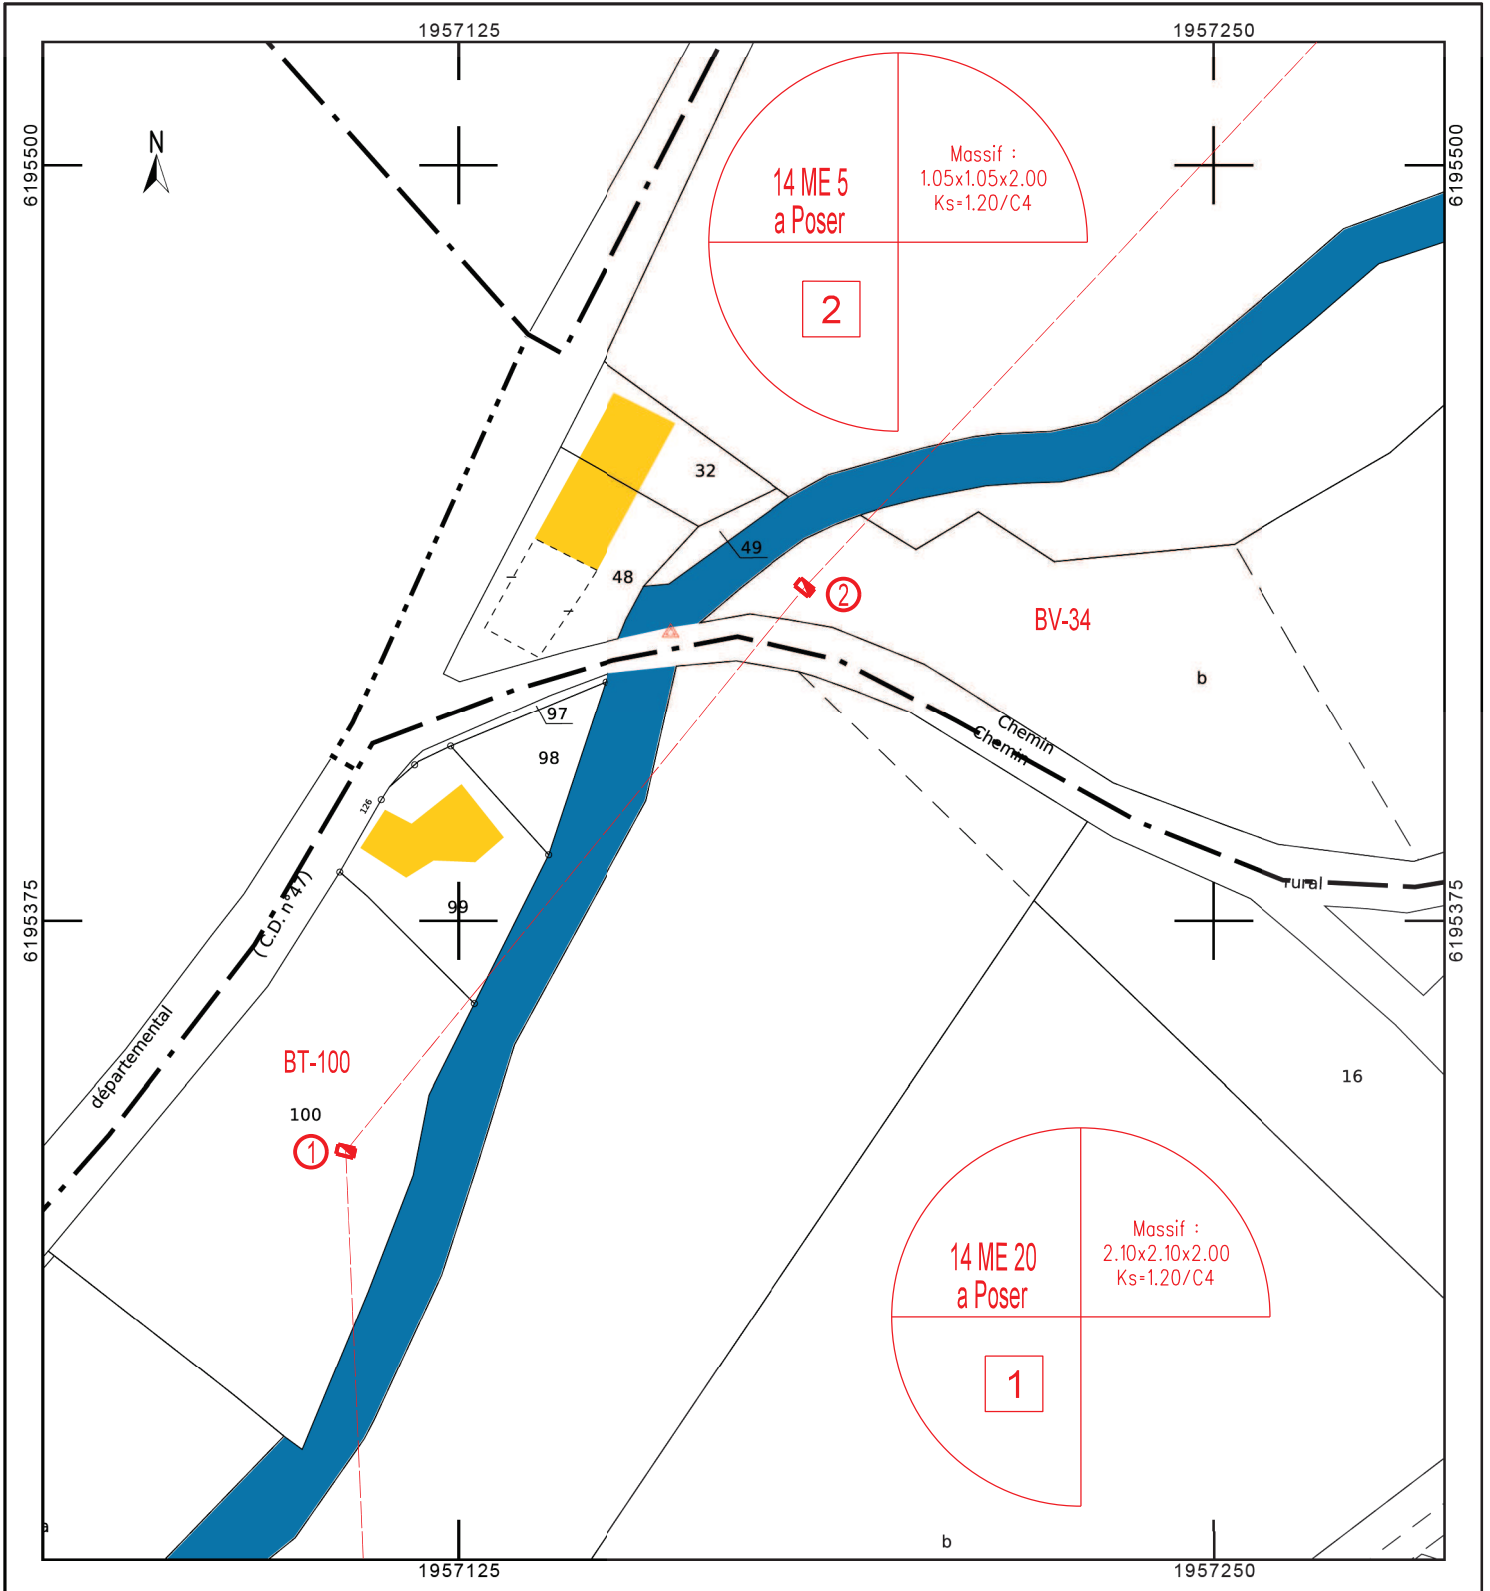 1957125
1957250
6195500
6195500
N
14 ME 5
a Poser
Massif :
1.05x1.05x2.00
Ks=1.20/C4
2
32
49
48
2
BV-34
b
97
98
Chemin
Chemin
126
rural
99
(C.D. n°47)
6195375
6195375
départemental
BT-100
100
1
16
14 ME 20
a Poser
Massif :
2.10x2.10x2.00
Ks=1.20/C4
1
a
b
1957125
1957250